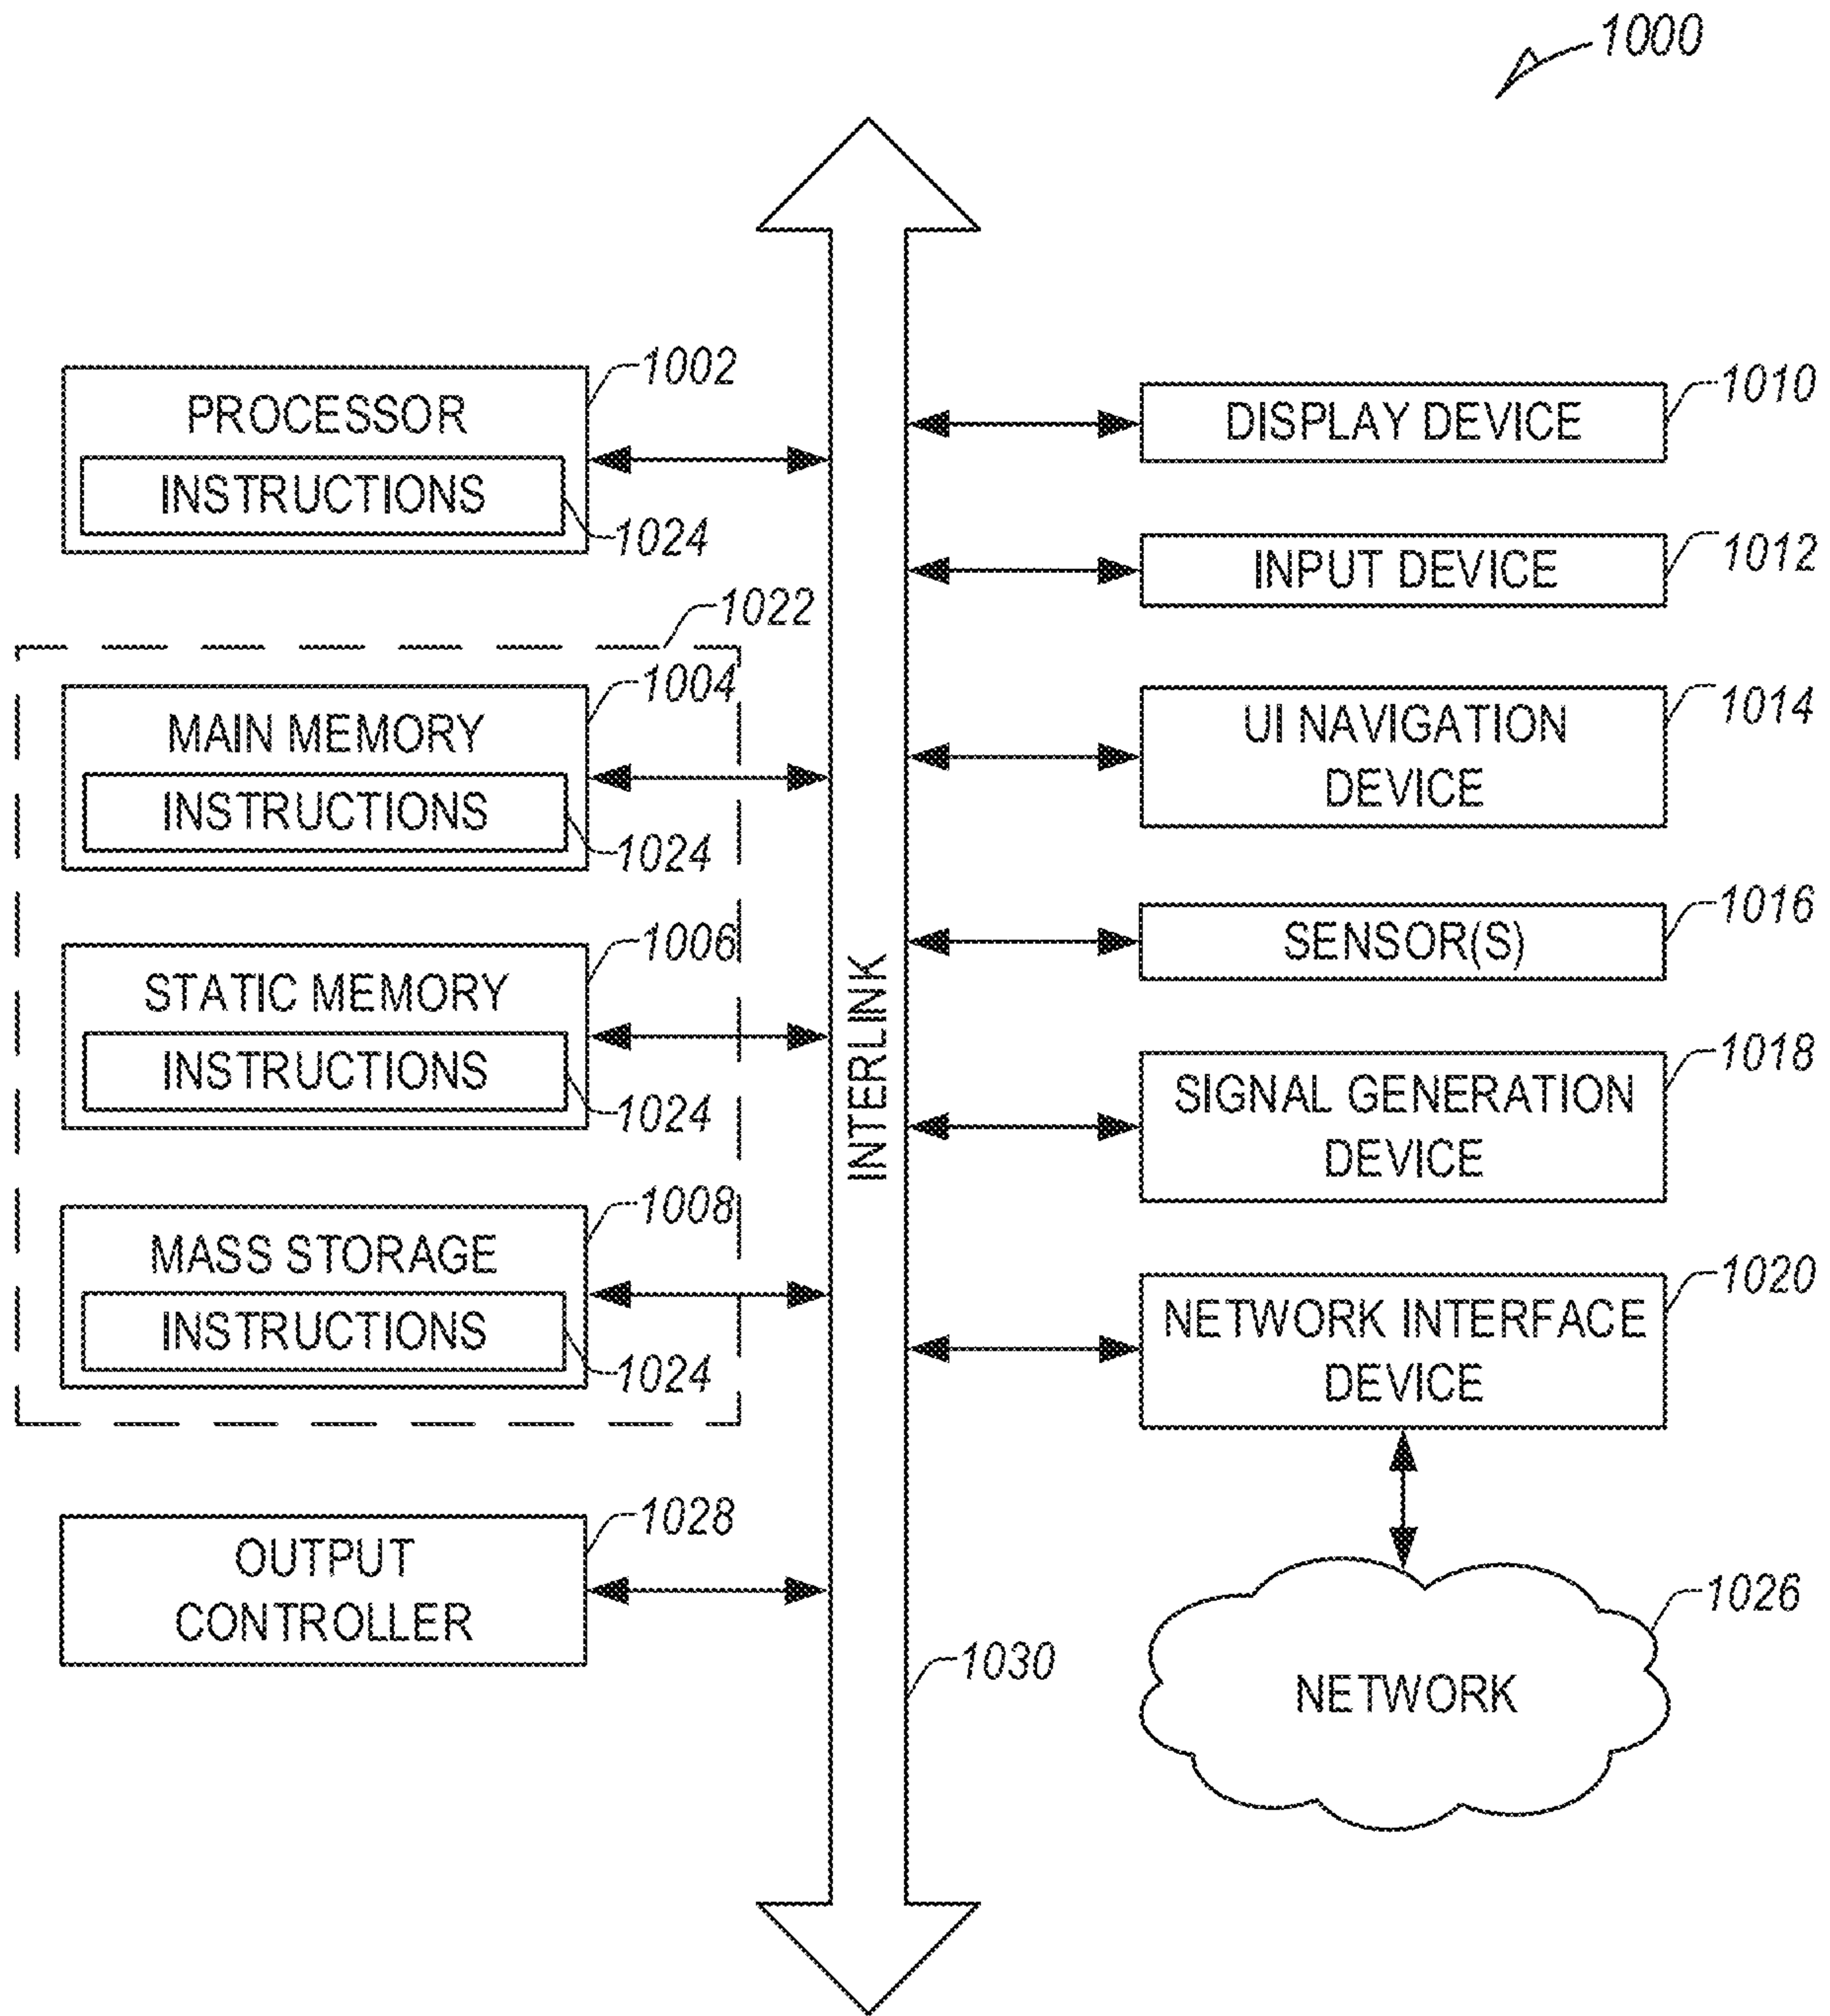 1000
PROCESSOR
1002
INSTRUCTIONS
1024
1022
MAIN MEMORY
1004
INSTRUCTIONS
1024
STATIC MEMORY
1006
INSTRUCTIONS
1024
MASS STORAGE
1008
INSTRUCTIONS
1024
OUTPUT
CONTROLLER
1028
INTERLINK
1030
DISPLAY DEVICE
1010
INPUT DEVICE
1012
UI NAVIGATION
DEVICE
1014
SENSOR(S)
1016
SIGNAL GENERATION
DEVICE
1018
NETWORK INTERFACE
DEVICE
1020
NETWORK
1026